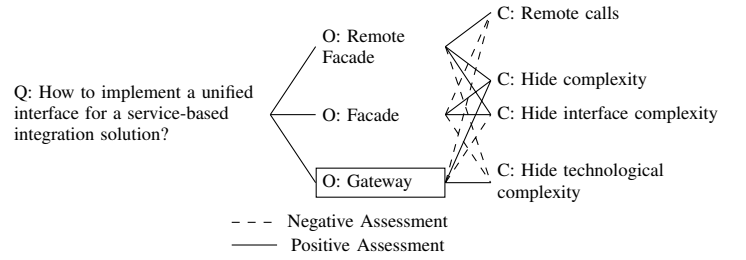 C: Remote calls
O: Remote
Facade
Q: How to implement a unified
interface for a service-based
integration solution?
C: Hide complexity
O: Facade
C: Hide interface complexity
O: Gateway
C: Hide technological
complexity
Negative Assessment
Positive Assessment